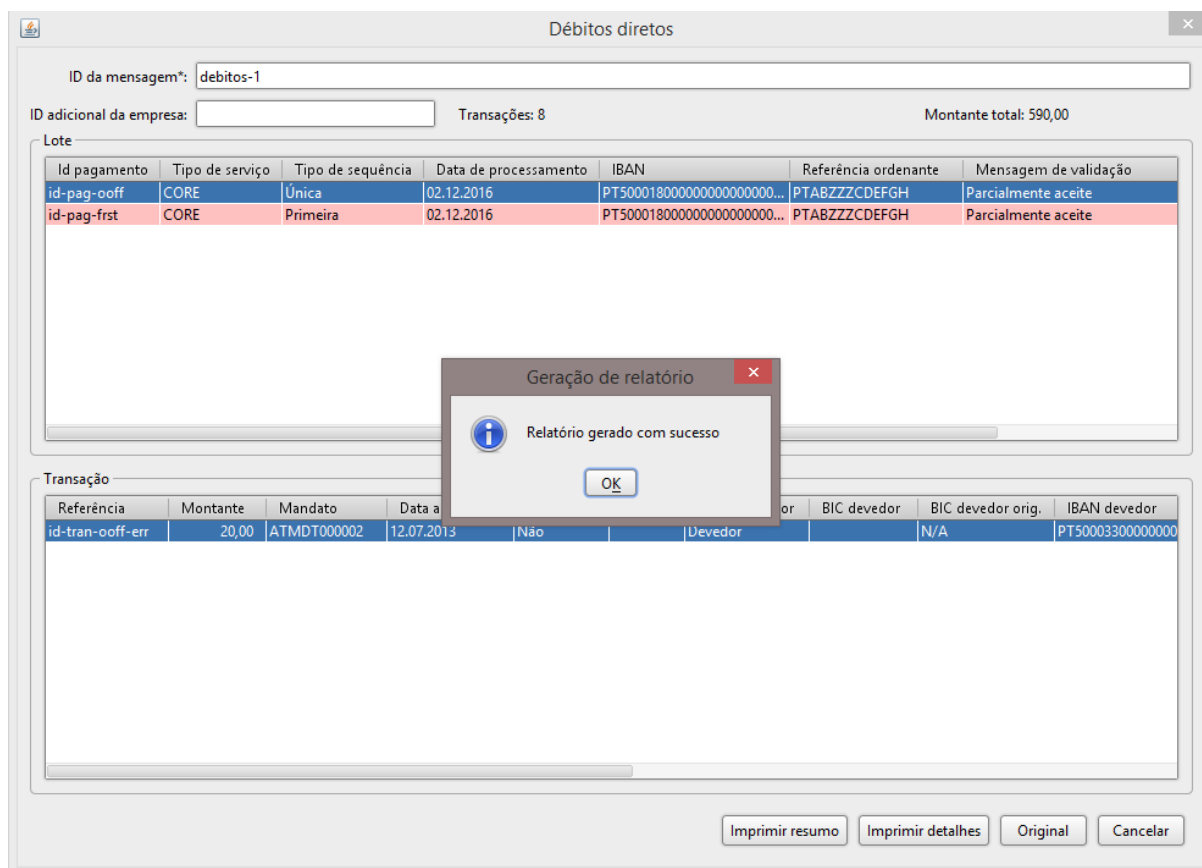 Débitos diretos
ID da mensagem*: debitos-1
ID adicional da empresa: Transações: 8 Montante total: 590,00
Lote
Id pagamento Tipo de serviço Tipo de sequência Data de processamento IBAN Referência ordenante Mensagem de validação
id-pag-ooff CORE Única 02.12.2016 PT500018000000000000000... PTABZZZCDEFGH Parcialmente aceite
id-pag-frst CORE Primeira 02.12.2016 PT500018000000000000000... PTABZZZCDEFGH Parcialmente aceite
Geração de relatório
Relatório gerado com sucesso
OK
Transação
Referência Montante Mandato Data a or BIC devedor BIC devedor orig. IBAN devedor
id-tran-ooff-err 20,00 ATMDT000002 12.07.2013 Não Devedor N/A PT50003300000000
Imprimir resumo Imprimir detalhes Original Cancelar